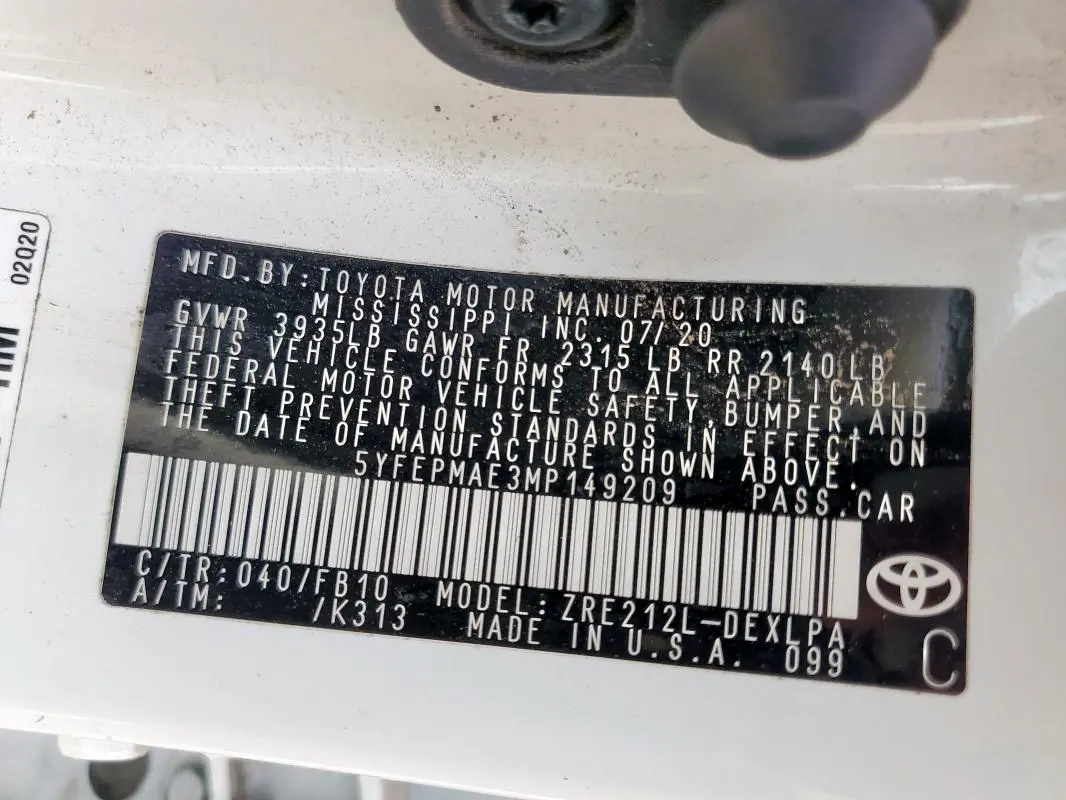 02Q20
MFD.BY:TOYOTA MOTOR MANUFACTURING
MISSISSIPPI INC. 07/20
GVWR 3935LB GAWR FR 2315 LB RR 2140 LB
THIS VEHICLE CONFORMS TO ALL APPLICABLE
FEDERAL MOTOR VEHICLE SAFETY, BUMPER, AND
THEFT PREVENTION STANDARDS IN EFFECT ON
THE DATE OF MANUFACTURE SHOWN ABOVE.
5YFEPMAE3MP149209 PASS.CAR
C/TR:040/FB10 MODEL:ZRE212L-DEXLPA
A/TM: /K313 MADE IN U.S.A. 099
C